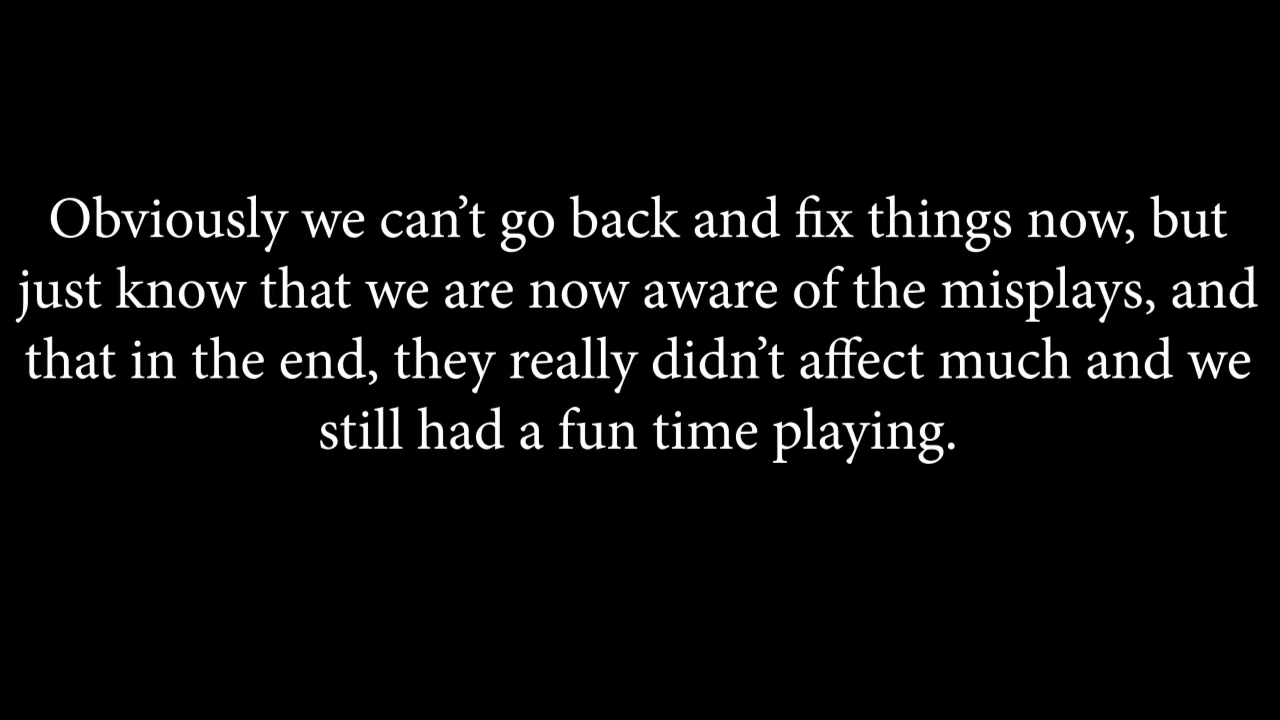 Obviously we can’t go back and fix things now, but
just know that we are now aware of the misplays, and
that in the end, they really didn’t affect much and we
still had a fun time playing.